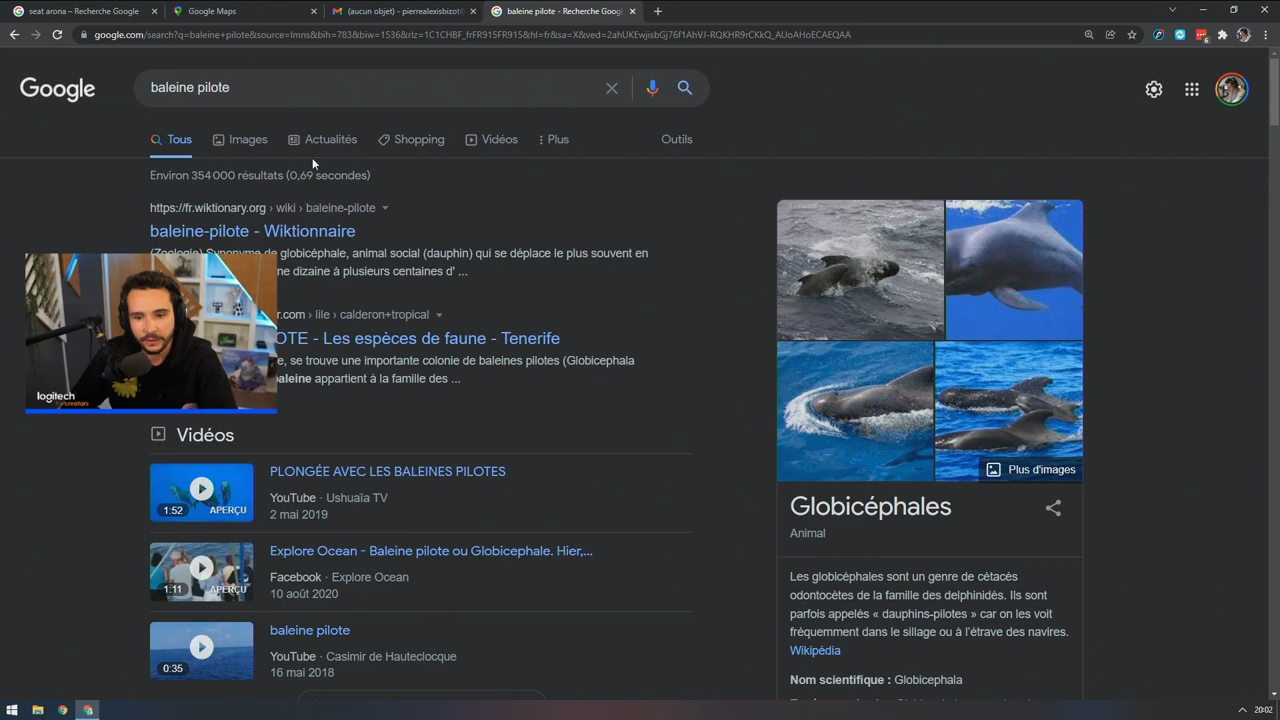 seat arona – Recherche Google
Google Maps
(aucun objet) - pierrealexisbizot
baleine pilote - Recherche Goog
google.com/search?q=baleine+pilote&source=lmns&bih=783&biw=1536&rlz=1C1CHBF_frFR915FR915&hl=fr&sa=X&ved=2ahUKEwjisbGj76f1AhVJ-RQKHR9rCkkQ_AUoAHoECAEQAA
Google
baleine pilote
Tous
Images
Actualités
Shopping
Vidéos
Plus
Outils
Environ 354 000 résultats (0,69 secondes)
https://fr.wiktionary.org › wiki › baleine-pilote
baleine-pilote - Wiktionnaire
(Zoologie) Synonyme de globicéphale, animal social (dauphin) qui se déplace le plus souvent en
ne dizaine à plusieurs centaines d' ...
r.com › lile › calderon+tropical
OTE - Les espèces de faune - Tenerife
e, se trouve une importante colonie de baleines pilotes (Globicephala
aleine appartient à la famille des ...
logitech
creators
Vidéos
PLONGÉE AVEC LES BALEINES PILOTES
YouTube · Ushuaïa TV
2 mai 2019
1:52
APERÇU
Explore Ocean - Baleine pilote ou Globicephale. Hier,...
Facebook · Explore Ocean
10 août 2020
1:11
APERÇU
baleine pilote
YouTube · Casimir de Hauteclocque
16 mai 2018
0:35
Plus d'images
Globicéphales
Animal
Les globicéphales sont un genre de cétacés
odontocètes de la famille des delphinidés. Ils sont
parfois appelés « dauphins-pilotes » car on les voit
fréquemment dans le sillage ou à l'étrave des navires.
Wikipédia
Nom scientifique : Globicephala
20:02